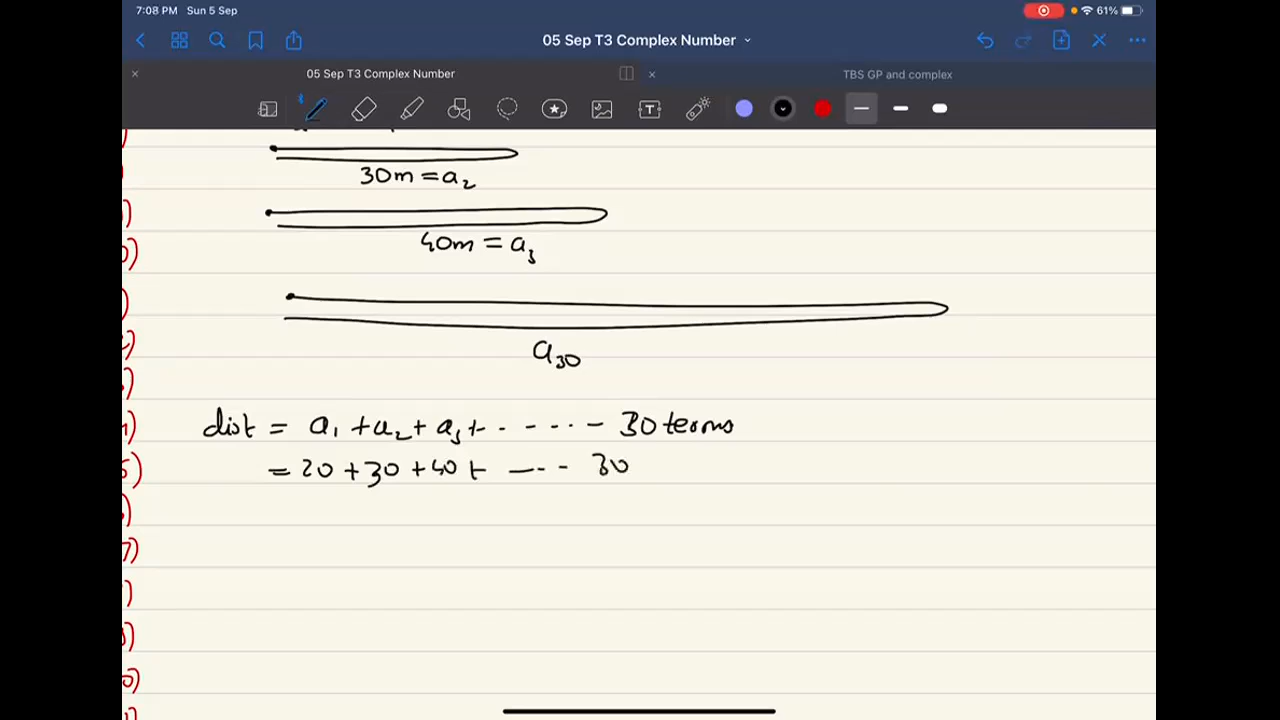 7:08 PM Sun 5 Sep 61%
05 Sep T3 Complex Number
05 Sep T3 Complex Number TBS GP and complex
30m = a2
40m = a3
a30
dist = a1 + a2 + a3 + . - - . . - 30 terms
= 20 + 30 + 40 + --- 30